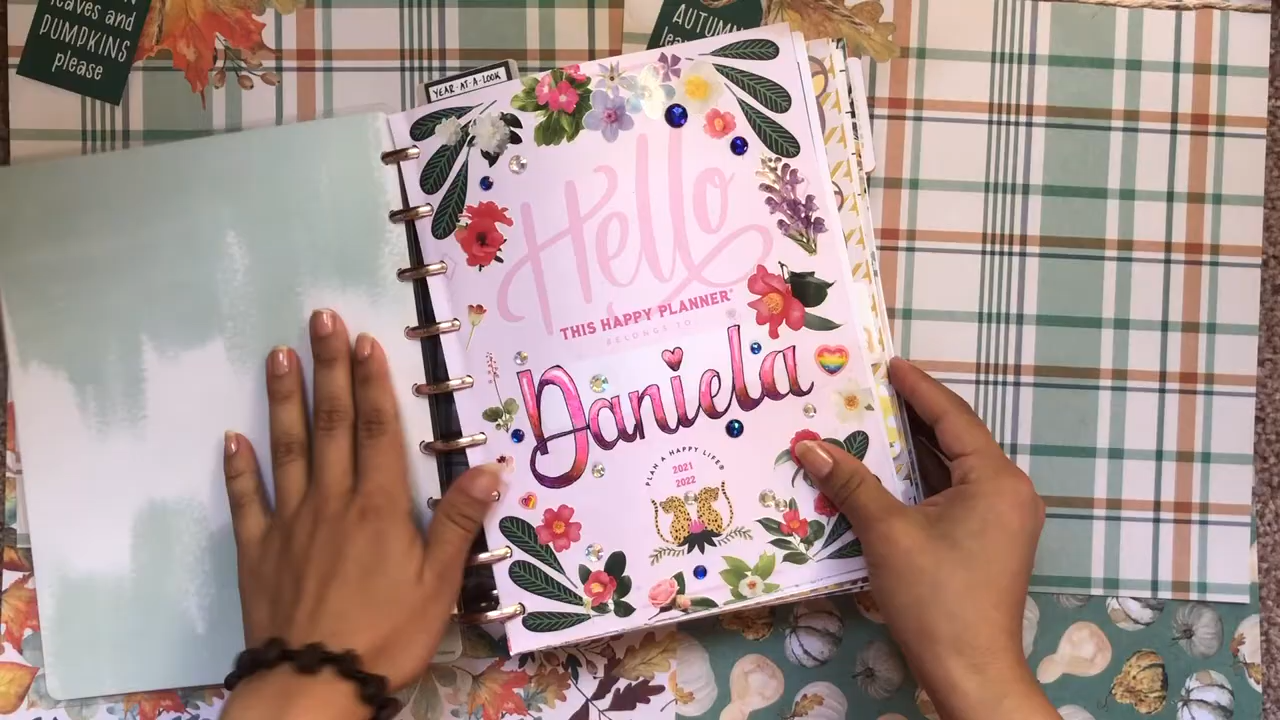 leaves and
PUMPKINS
please
AUTUMN
YEAR-AT-A-LOOK
Hello
THIS HAPPY PLANNER®
BELONGS TO
Daniela
PLAN A HAPPY LIFE®
2021
2022